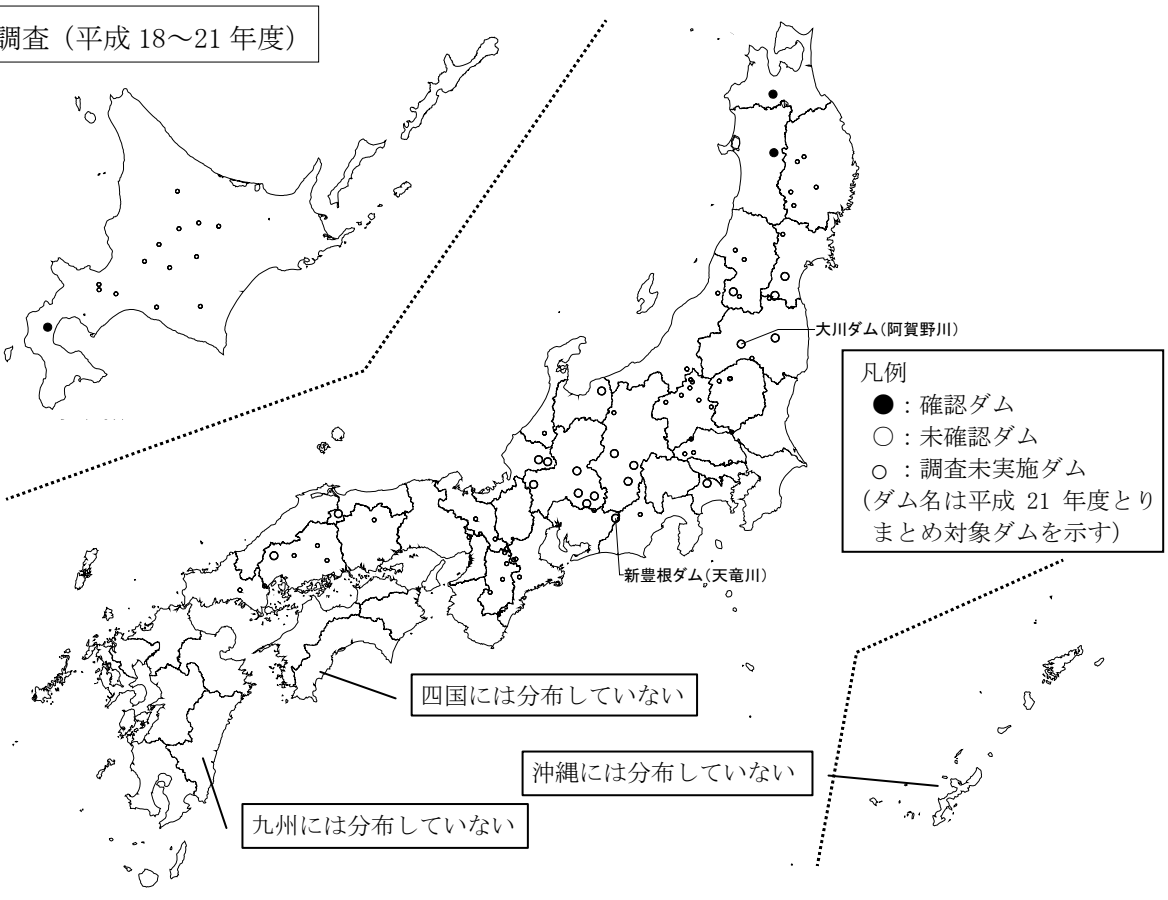 調査（平成 18～21 年度）
大川ダム(阿賀野川)
凡例
●：確認ダム
○：未確認ダム
○：調査未実施ダム
(ダム名は平成 21 年度とり
まとめ対象ダムを示す)
新豊根ダム(天竜川)
四国には分布していない
沖縄には分布していない
九州には分布していない